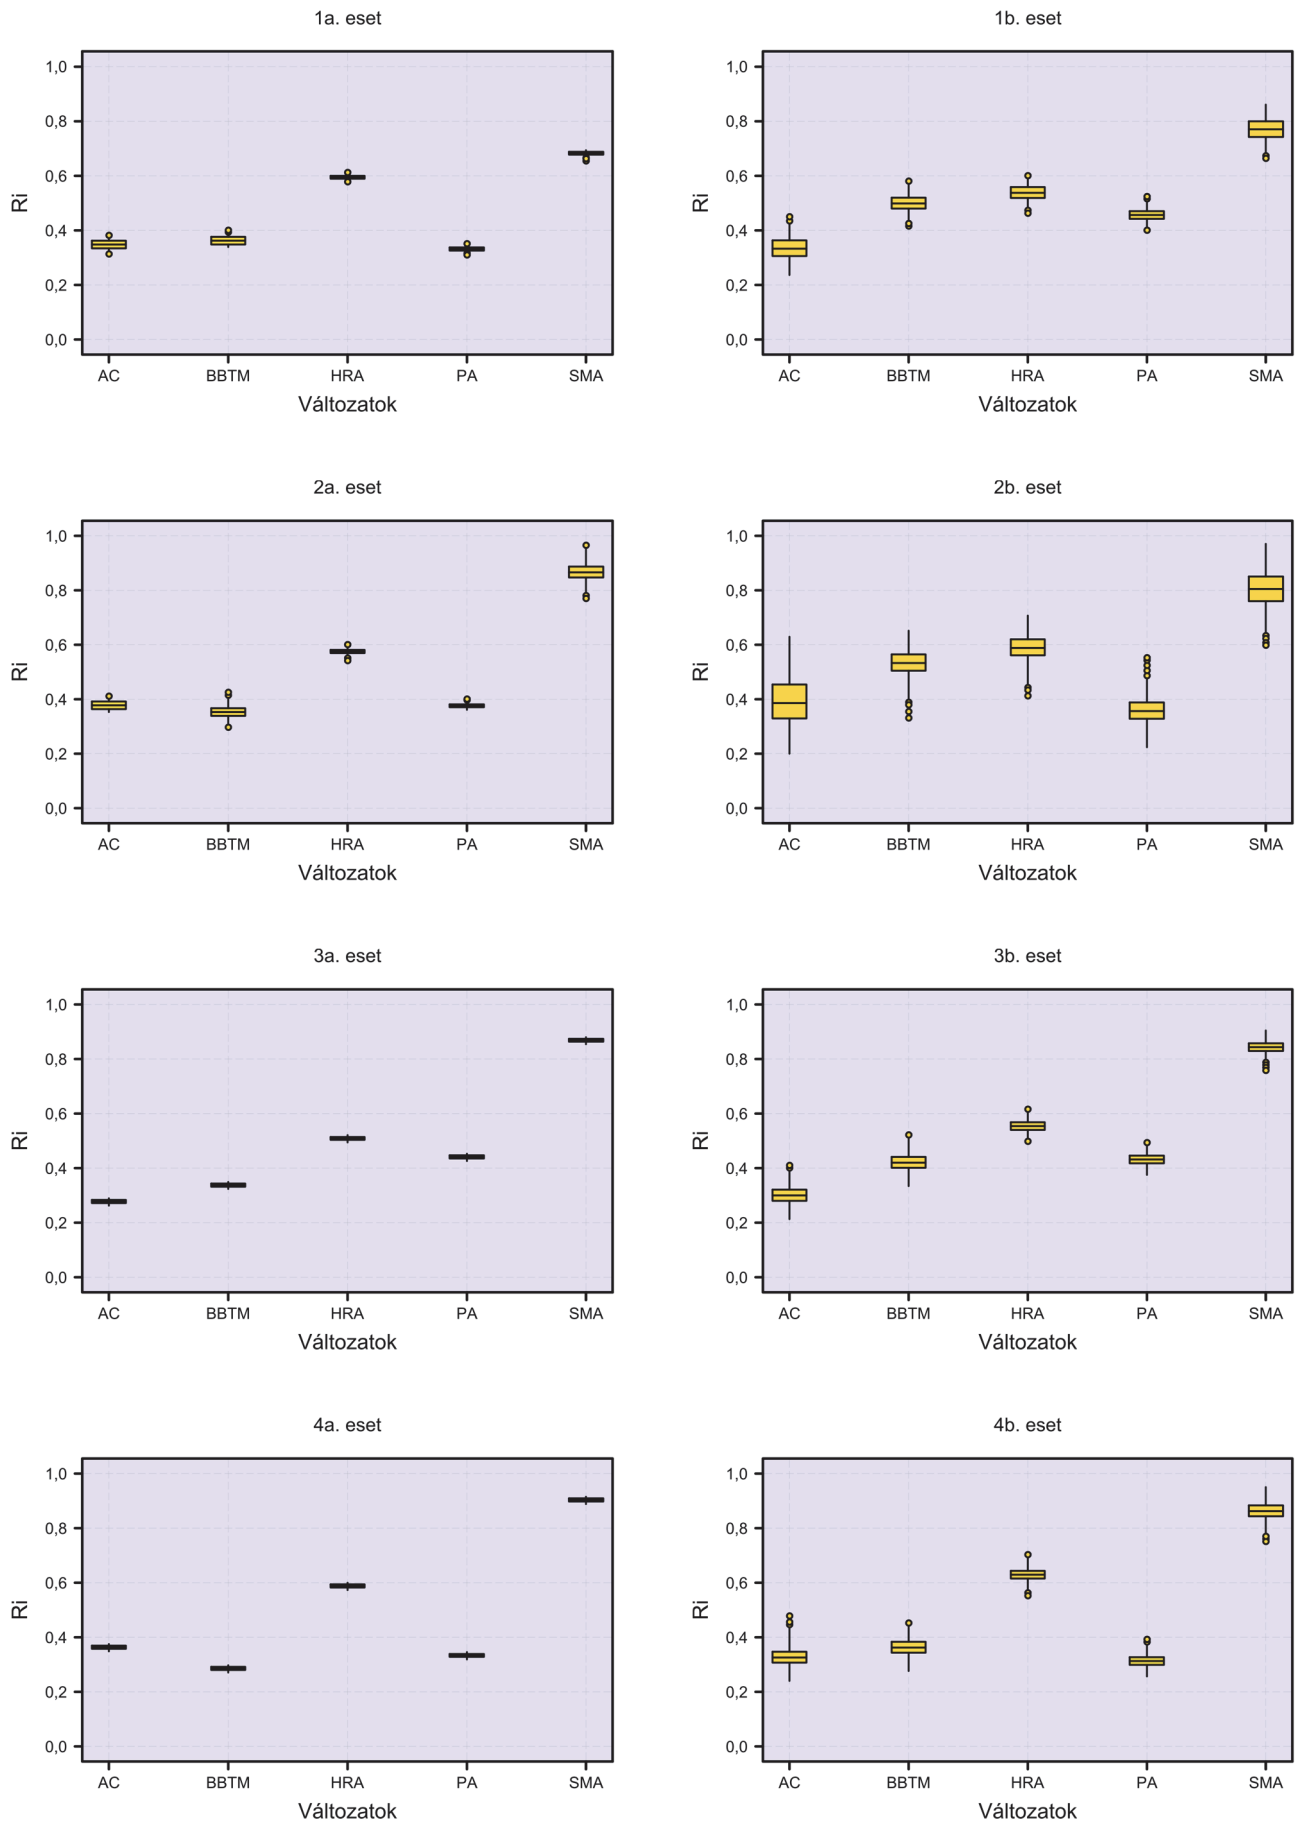 1a. eset
1,0
0,8
0,6
0,4
0,2
0,0
Ri
AC BBTM HRA PA SMA
Változatok
1b. eset
1,0
0,8
0,6
0,4
0,2
0,0
Ri
AC BBTM HRA PA SMA
Változatok
2a. eset
1,0
0,8
0,6
0,4
0,2
0,0
Ri
AC BBTM HRA PA SMA
Változatok
2b. eset
1,0
0,8
0,6
0,4
0,2
0,0
Ri
AC BBTM HRA PA SMA
Változatok
3a. eset
1,0
0,8
0,6
0,4
0,2
0,0
Ri
AC BBTM HRA PA SMA
Változatok
3b. eset
1,0
0,8
0,6
0,4
0,2
0,0
Ri
AC BBTM HRA PA SMA
Változatok
4a. eset
1,0
0,8
0,6
0,4
0,2
0,0
Ri
AC BBTM HRA PA SMA
Változatok
4b. eset
1,0
0,8
0,6
0,4
0,2
0,0
Ri
AC BBTM HRA PA SMA
Változatok